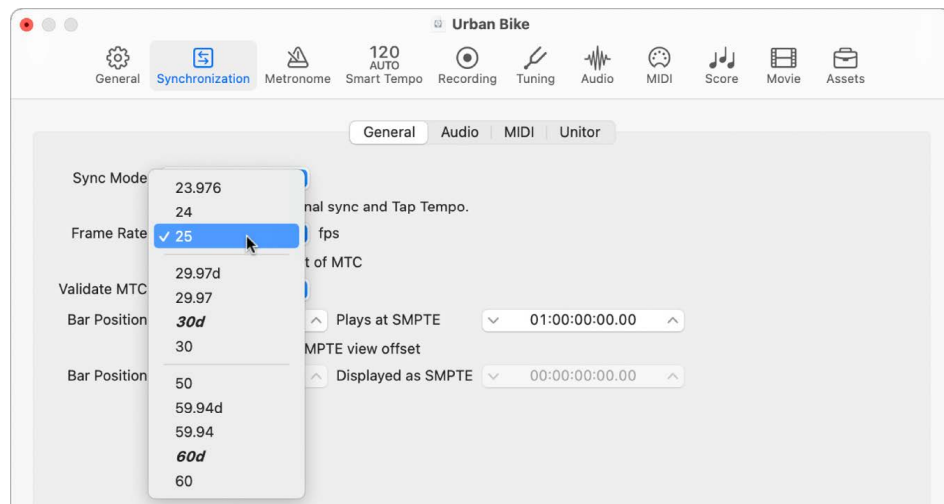 Urban Bike
120
AUTO
General Synchronization Metronome Smart Tempo Recording Tuning Audio MIDI Score Movie Assets
General Audio MIDI Unitor
Sync Mode
23.976
nal sync and Tap Tempo.
24
Frame Rate ✓ 25 fps
t of MTC
29.97d
Validate MTC
29.97
Bar Position 30d Plays at SMPTE 01:00:00:00.00
30
MPTE view offset
Bar Position Displayed as SMPTE 00:00:00:00.00
50
59.94d
59.94
60d
60